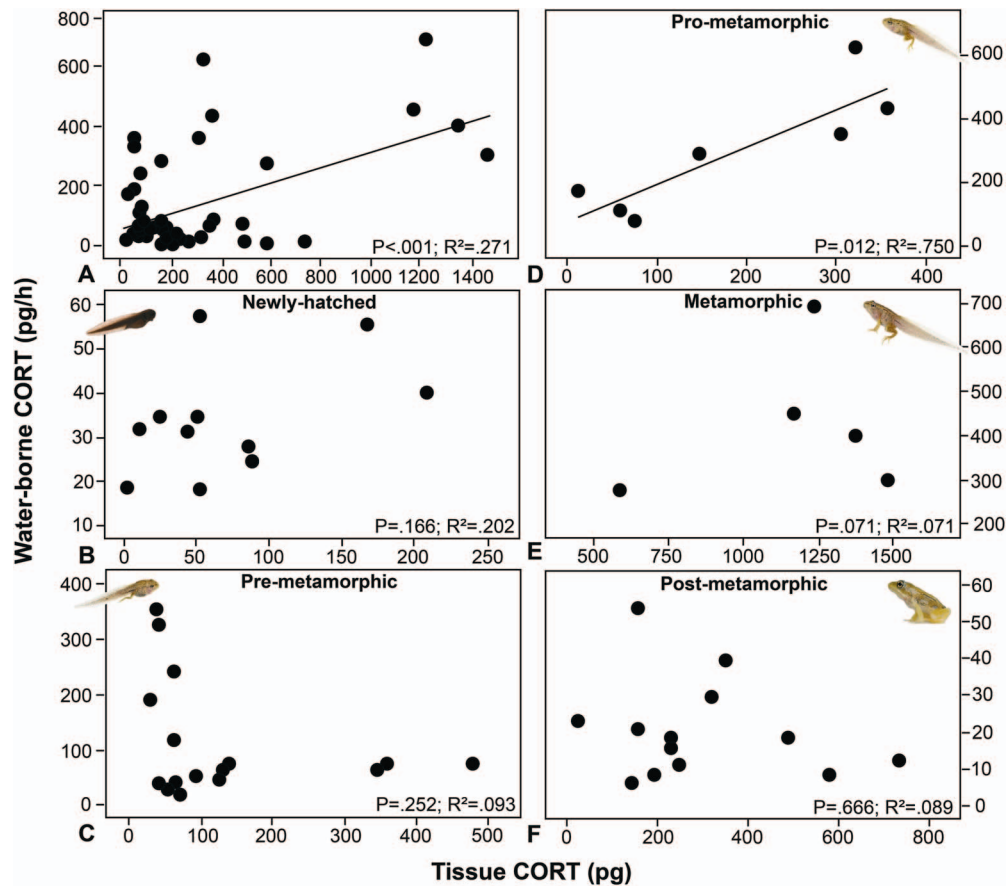 Water-borne CORT (pg/h)
800
600
400
200
0
0 200 400 600 1000 1200 1400
P<.001; R²=.271
A
Pro-metamorphic
600
400
200
0
0 100 200 300 400
P=.012; R²=.750
D
Newly-hatched
60
50
40
30
20
10
0 50 100 150 200 250
P=.166; R²=.202
B
Metamorphic
700
600
500
400
300
200
500 750 1000 1250 1500
P=.071; R²=.071
E
Pre-metamorphic
400
300
200
100
0
0 100 200 300 400 500
P=.252; R²=.093
C
Post-metamorphic
60
50
40
30
20
10
0
0 200 400 600 800
P=.666; R²=.089
F
Tissue CORT (pg)